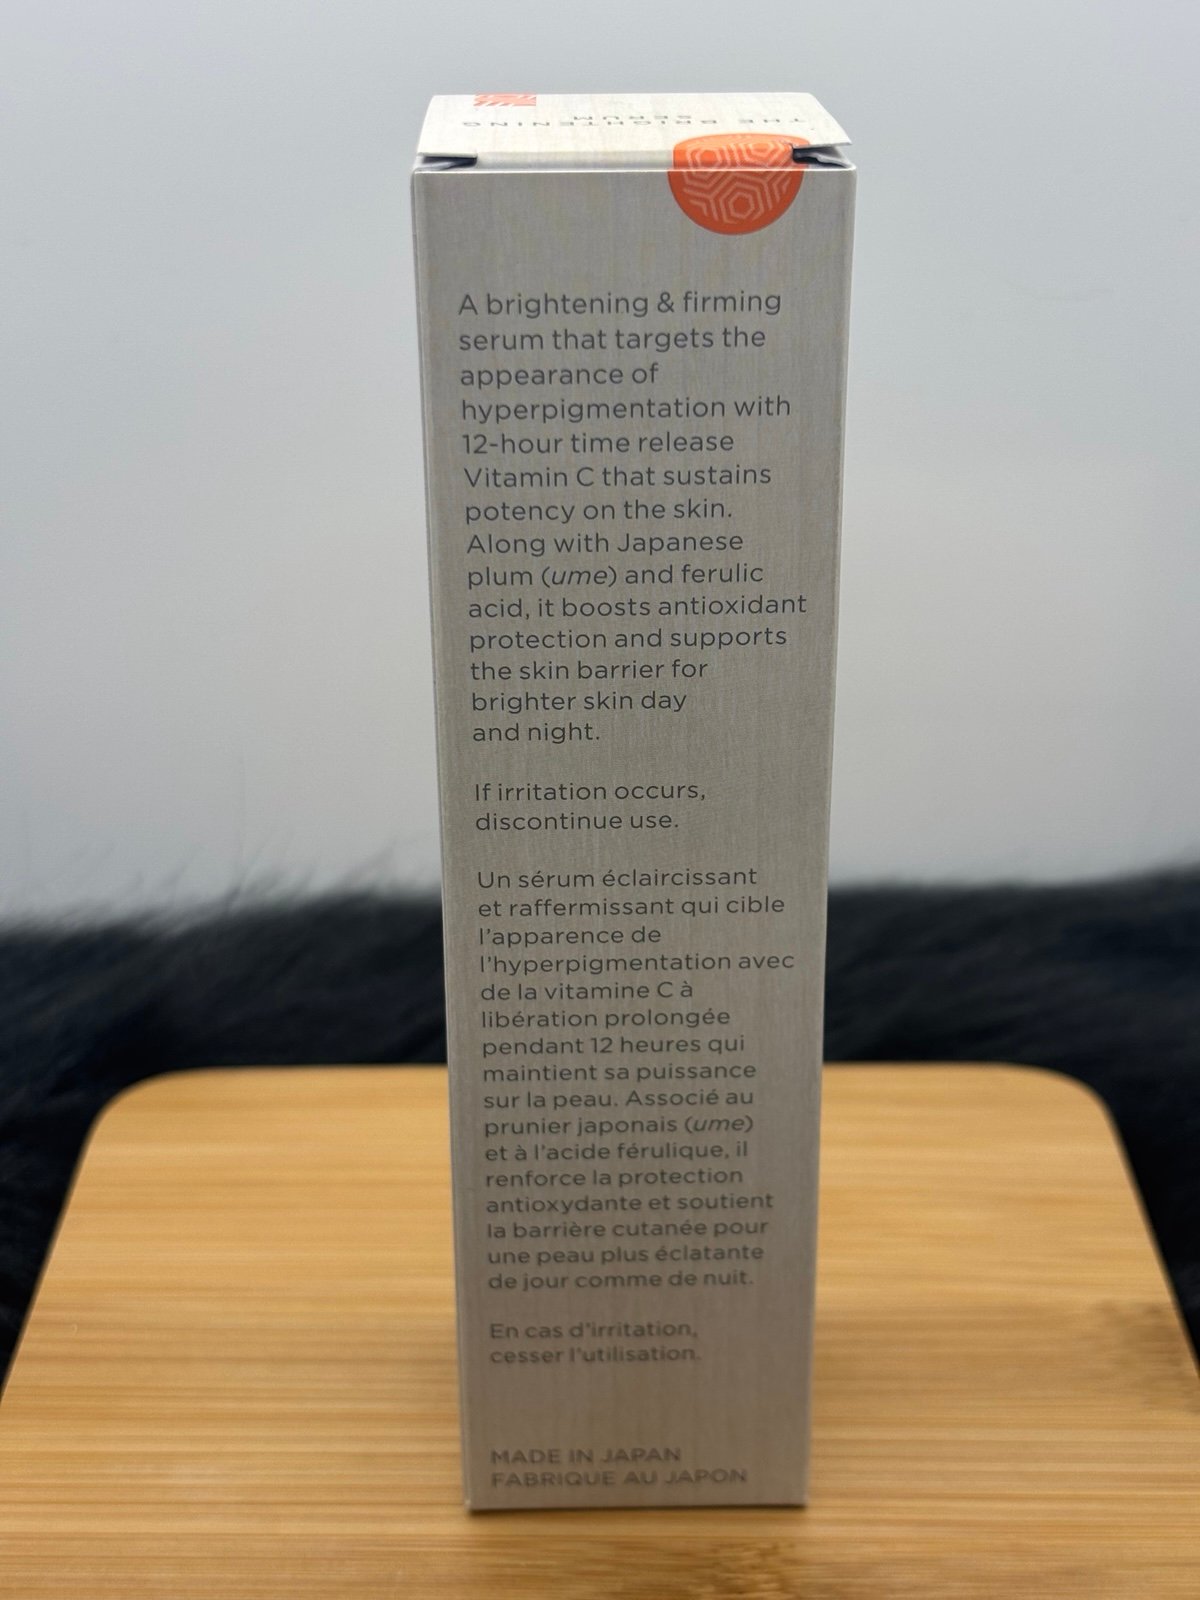 THE BRIGHTENING
SERUM
A brightening & firming
serum that targets the
appearance of
hyperpigmentation with
12-hour time release
Vitamin C that sustains
potency on the skin.
Along with Japanese
plum (ume) and ferulic
acid, it boosts antioxidant
protection and supports
the skin barrier for
brighter skin day
and night.
If irritation occurs,
discontinue use.
Un sérum éclaircissant
et raffermissant qui cible
l’apparence de
l’hyperpigmentation avec
de la vitamine C à
libération prolongée
pendant 12 heures qui
maintient sa puissance
sur la peau. Associé au
prunier japonais (ume)
et à l’acide férulique, il
renforce la protection
antioxydante et soutient
la barrière cutanée pour
une peau plus éclatante
de jour comme de nuit.
En cas d’irritation,
cesser l’utilisation.
MADE IN JAPAN
FABRIQUE AU JAPON